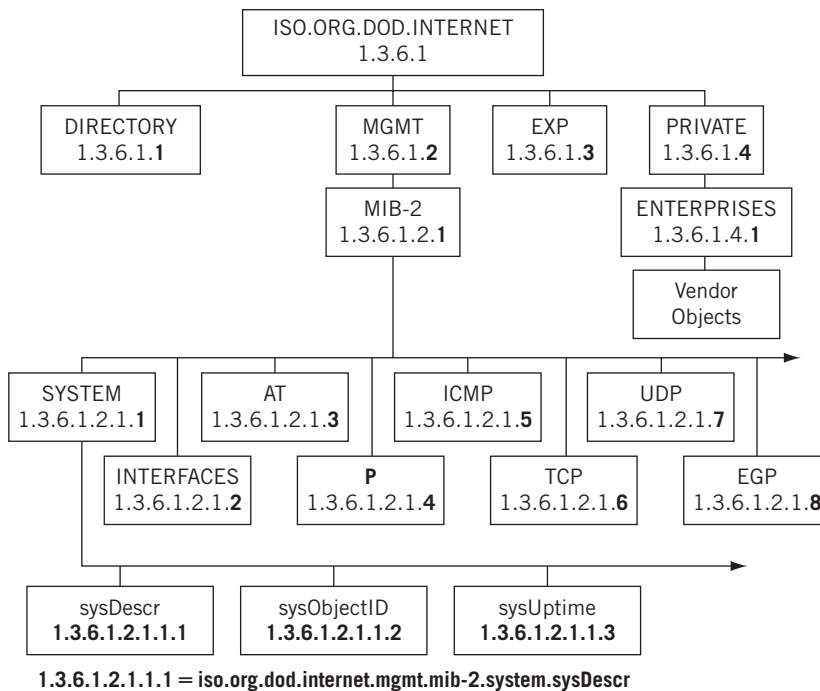 ISO.ORG.DOD.INTERNET
1.3.6.1
DIRECTORY
1.3.6.1.1
MGMT
1.3.6.1.2
EXP
1.3.6.1.3
PRIVATE
1.3.6.1.4
MIB-2
1.3.6.1.2.1
ENTERPRISES
1.3.6.1.4.1
Vendor
Objects
SYSTEM
1.3.6.1.2.1.1
AT
1.3.6.1.2.1.3
ICMP
1.3.6.1.2.1.5
UDP
1.3.6.1.2.1.7
INTERFACES
1.3.6.1.2.1.2
P
1.3.6.1.2.1.4
TCP
1.3.6.1.2.1.6
EGP
1.3.6.1.2.1.8
sysDescr
1.3.6.1.2.1.1.1
sysObjectID
1.3.6.1.2.1.1.2
sysUptime
1.3.6.1.2.1.1.3
1.3.6.1.2.1.1.1 = iso.org.dod.internet.mgmt.mib-2.system.sysDescr